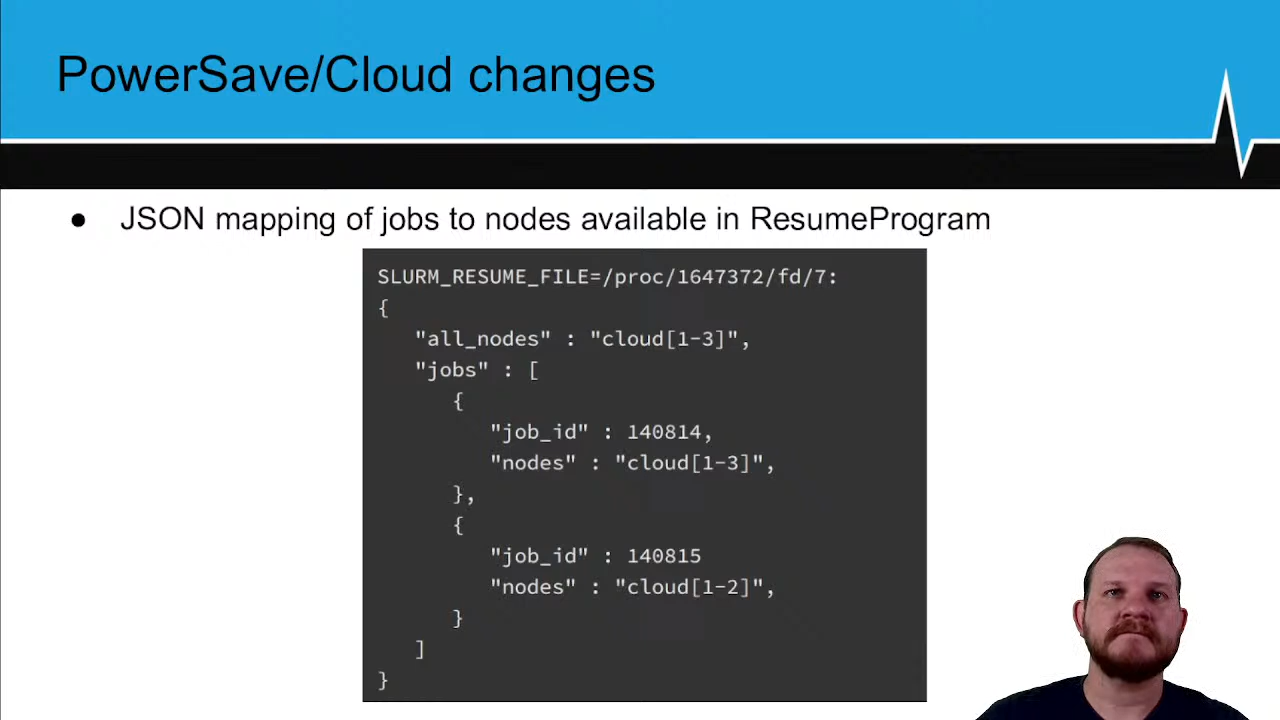 PowerSave/Cloud changes
● JSON mapping of jobs to nodes available in ResumeProgram
SLURM_RESUME_FILE=/proc/1647372/fd/7:
{
"all_nodes" : "cloud[1-3]",
"jobs" : [
{
"job_id" : 140814,
"nodes" : "cloud[1-3]",
},
{
"job_id" : 140815
"nodes" : "cloud[1-2]",
}
]
}